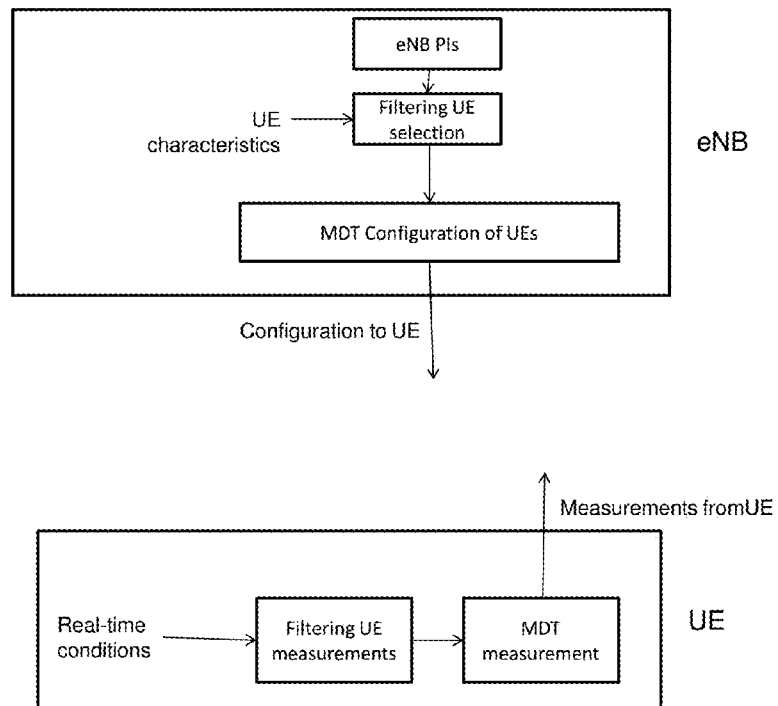 eNB PIs
Filtering UE
selection
UE
characteristics
eNB
MDT Configuration of UEs
Configuration to UE
Measurements fromUE
Real-time
conditions
Filtering UE
measurements
MDT
measurement
UE